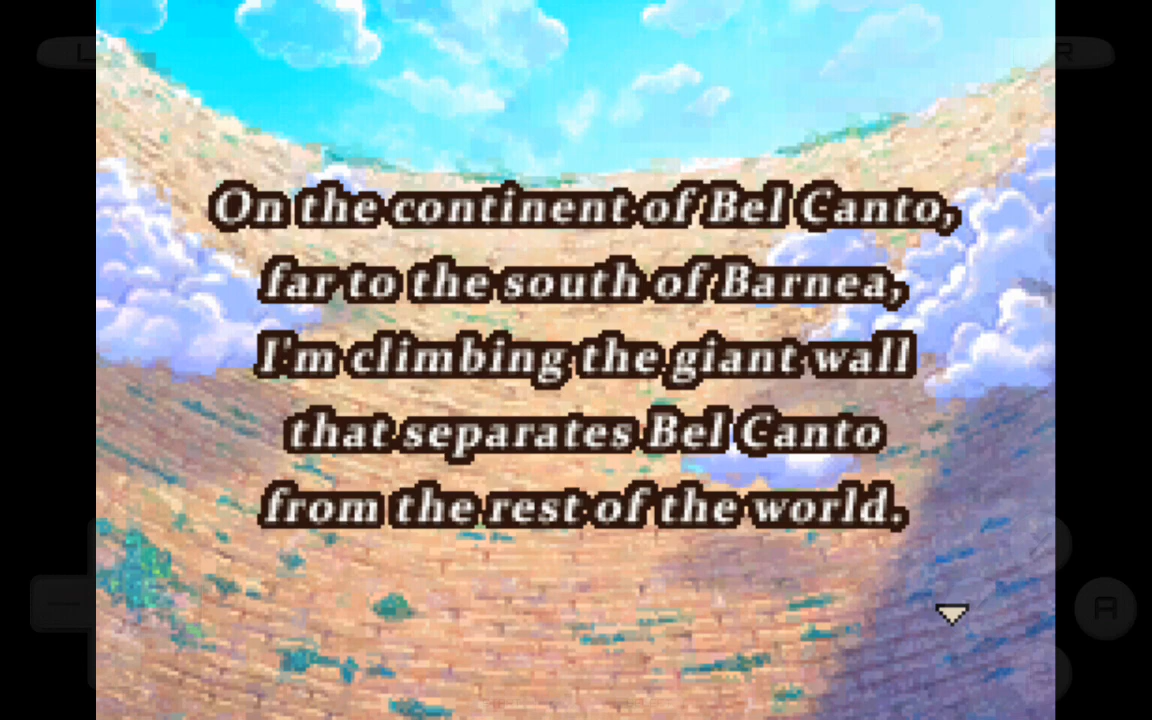 L
R
On the continent of Bel Canto,
far to the south of Barnea,
I'm climbing the giant wall
that separates Bel Canto
from the rest of the world.
A